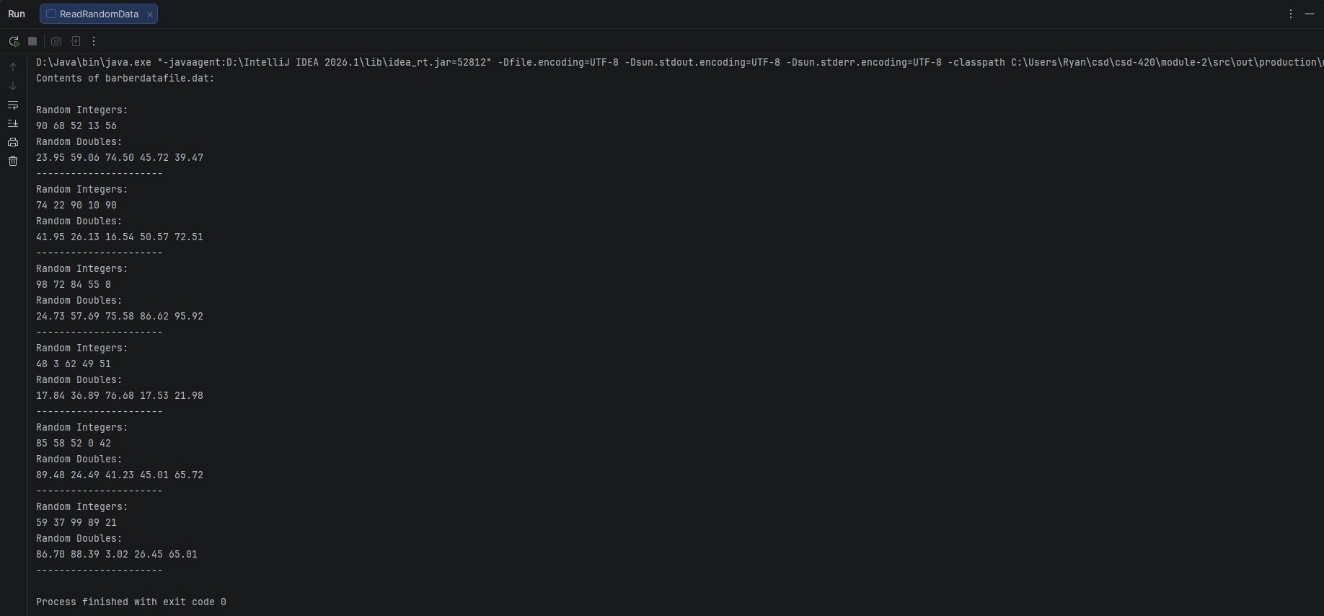 Run ReadRandomData ×
D:\Java\bin\java.exe "-javaagent:D:\IntelliJ IDEA 2026.1\lib\idea_rt.jar=52812" -Dfile.encoding=UTF-8 -Dsun.stdout.encoding=UTF-8 -Dsun.stderr.encoding=UTF-8 -classpath C:\Users\Ryan\csd\csd-420\module-2\src\out\production\
Contents of barberdatafile.dat:
Random Integers:
90 68 52 13 56
Random Doubles:
23.95 59.06 74.50 45.72 39.47
----------------------
Random Integers:
74 22 90 10 90
Random Doubles:
41.95 26.13 16.54 50.57 72.51
----------------------
Random Integers:
98 72 84 55 8
Random Doubles:
24.73 57.69 75.58 86.62 95.92
----------------------
Random Integers:
48 3 62 49 51
Random Doubles:
17.84 36.89 76.68 17.53 21.98
----------------------
Random Integers:
85 58 52 0 42
Random Doubles:
89.48 24.49 41.23 45.01 65.72
----------------------
Random Integers:
59 37 99 89 21
Random Doubles:
86.70 88.39 3.02 26.45 65.01
----------------------
Process finished with exit code 0